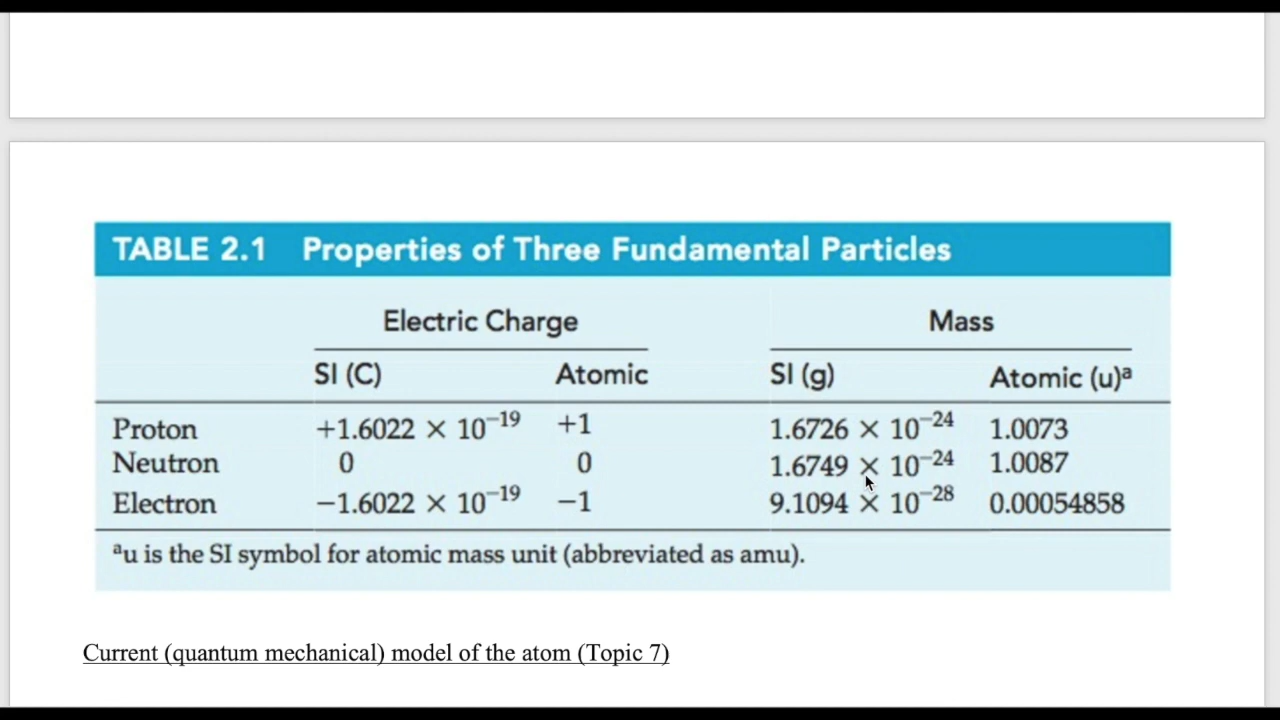 TABLE 2.1 Properties of Three Fundamental Particles
Electric Charge Mass
SI (C) Atomic SI (g) Atomic (u)ᵃ
Proton +1.6022 × 10⁻¹⁹ +1 1.6726 × 10⁻²⁴ 1.0073
Neutron 0 0 1.6749 × 10⁻²⁴ 1.0087
Electron −1.6022 × 10⁻¹⁹ −1 9.1094 × 10⁻²⁸ 0.00054858
ᵃu is the SI symbol for atomic mass unit (abbreviated as amu).
Current (quantum mechanical) model of the atom (Topic 7)